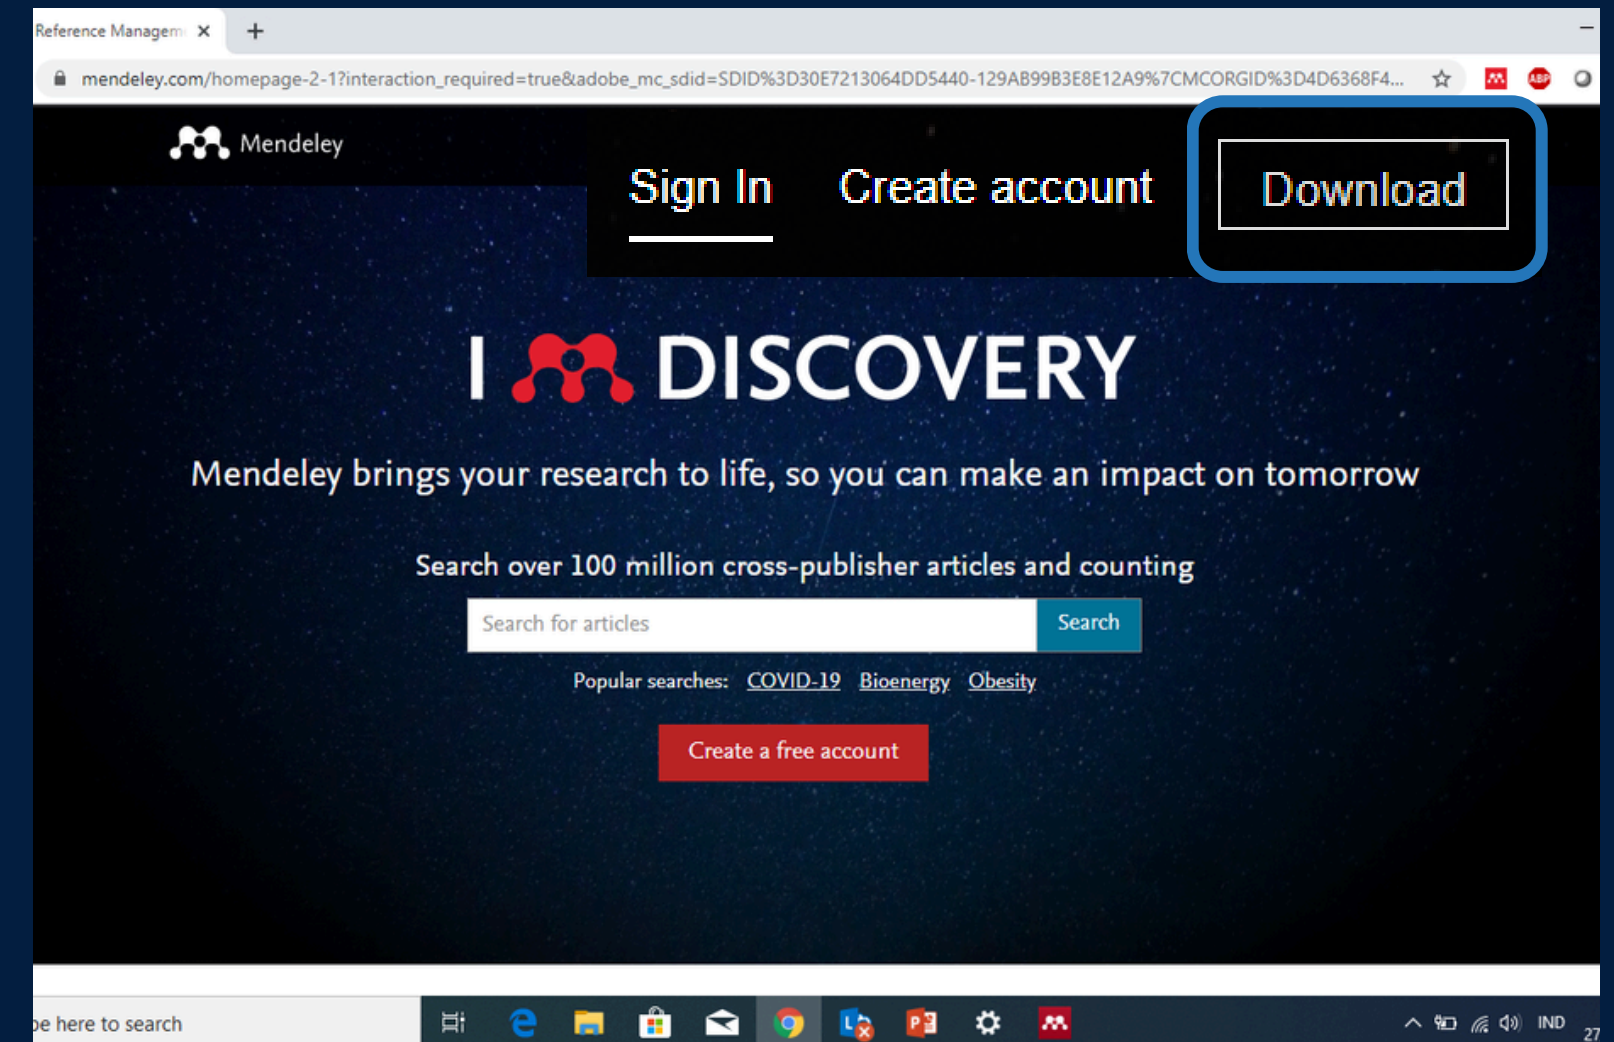 Reference Managem
mendeley.com/homepage-2-1?interaction_required=true&adobe_mc_sdid=SDID%3D30E7213064DD5440-129AB99B3E8E12A9%7CMCORGID%3D4D6368F4...
ABP
Mendeley
Sign In Create account Download
I DISCOVERY
Mendeley brings your research to life, so you can make an impact on tomorrow
Search over 100 million cross-publisher articles and counting
Search for articles Search
Popular searches: COVID-19 Bioenergy Obesity
Create a free account
pe here to search
IND
27